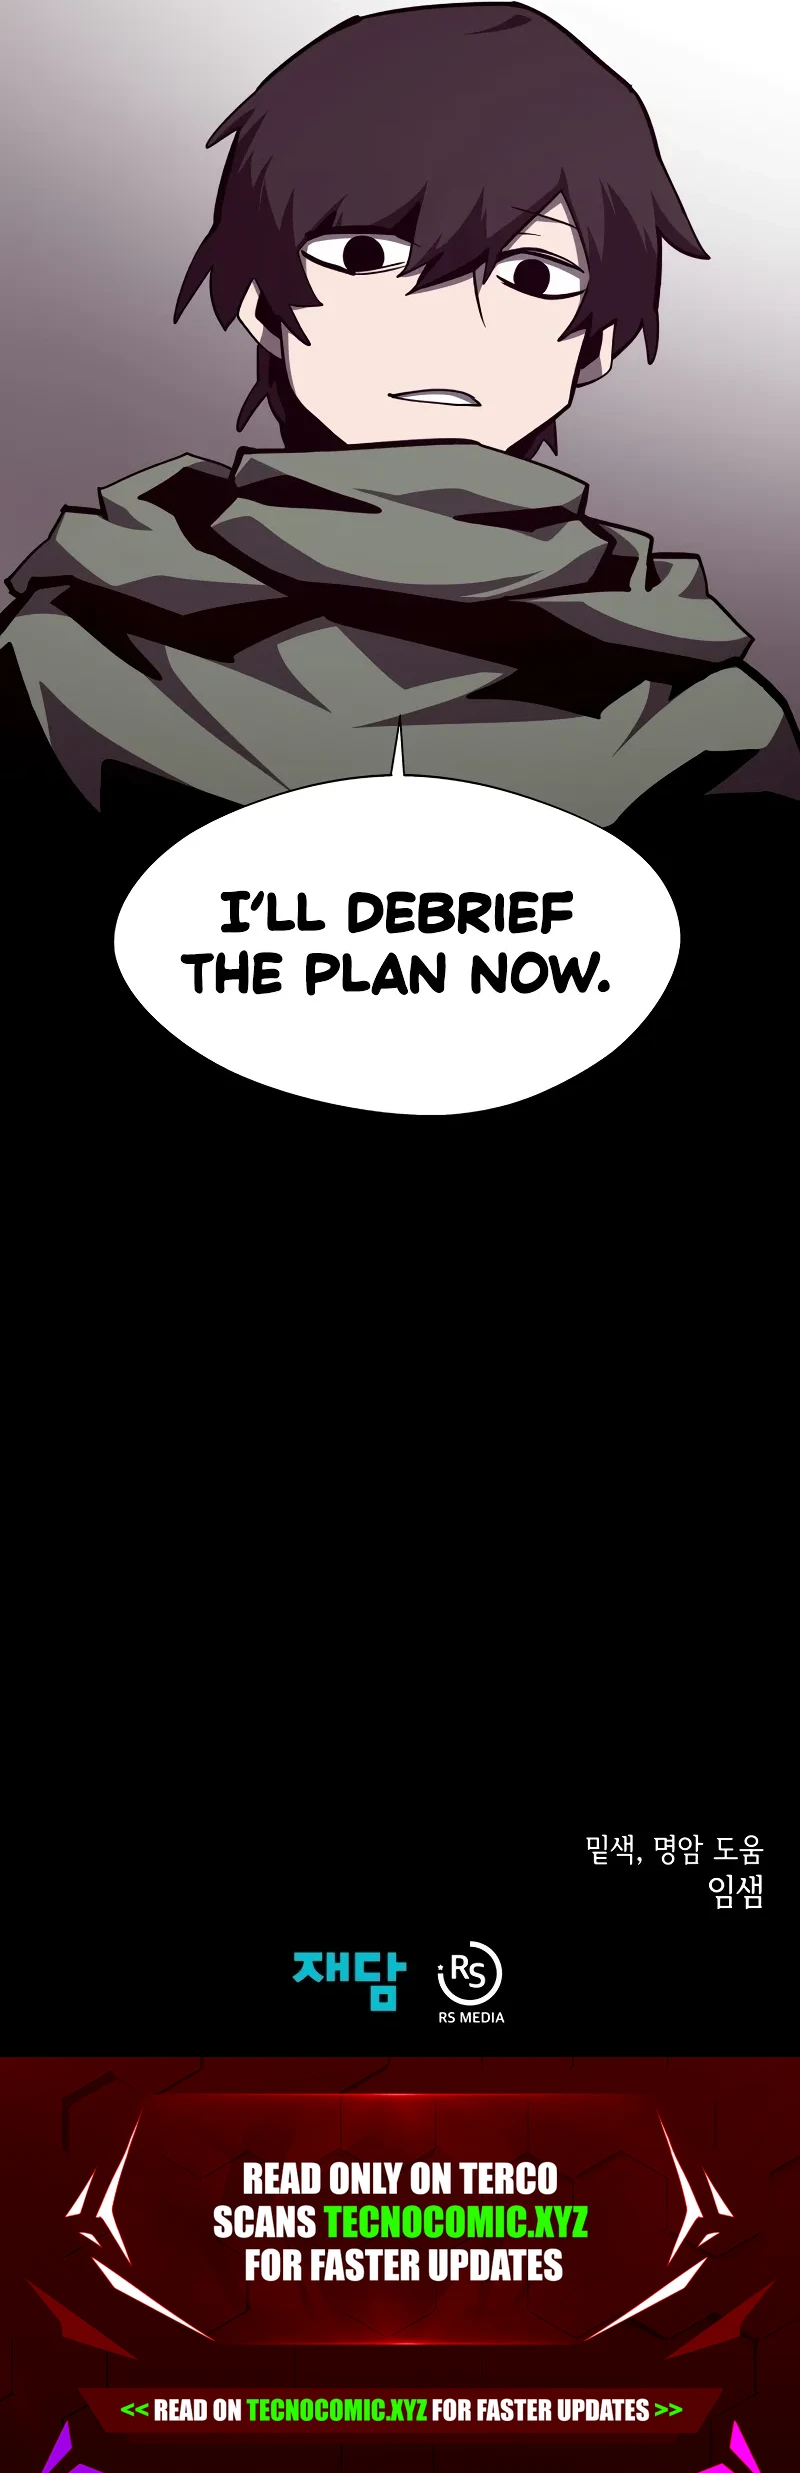 I'LL DEBRIEF
THE PLAN NOW.
밑색, 명암 도움
임샘
재담
RS
RS MEDIA
READ ONLY ON TERCO
SCANS TECNOCOMIC.XYZ
FOR FASTER UPDATES
<< READ ON TECNOCOMIC.XYZ FOR FASTER UPDATES >>